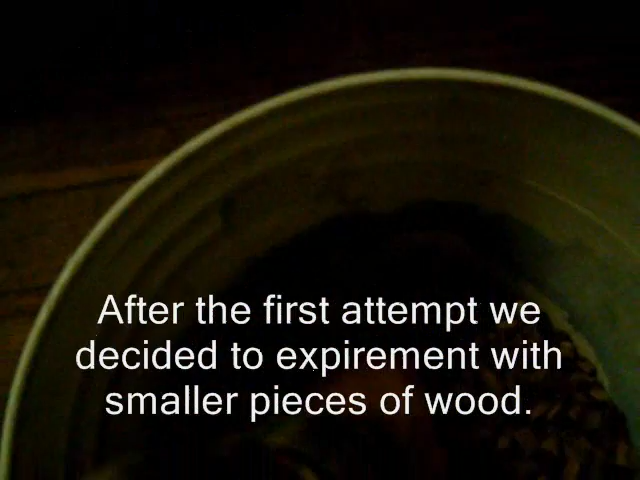 After the first attempt we
decided to expirement with
smaller pieces of wood.